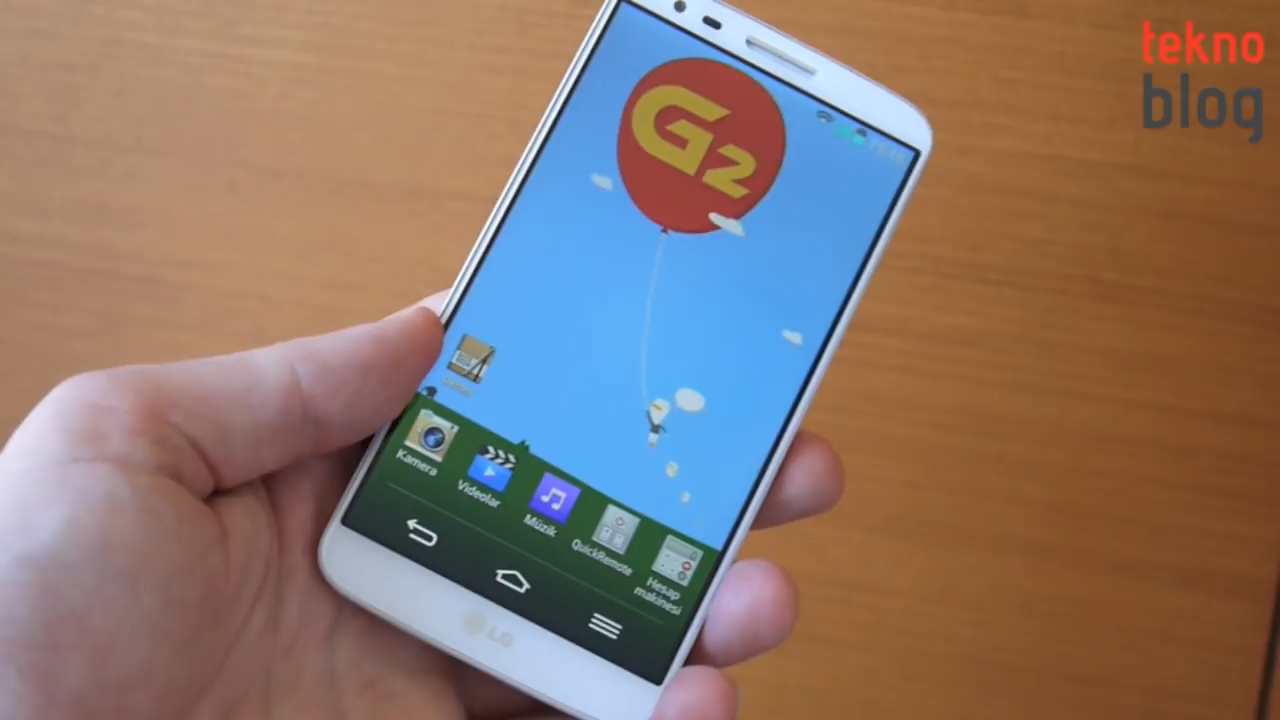 tekno
blog
G2
Kamera
Videolar
Müzik
QuickRemote
Hesap
makinesi
LG